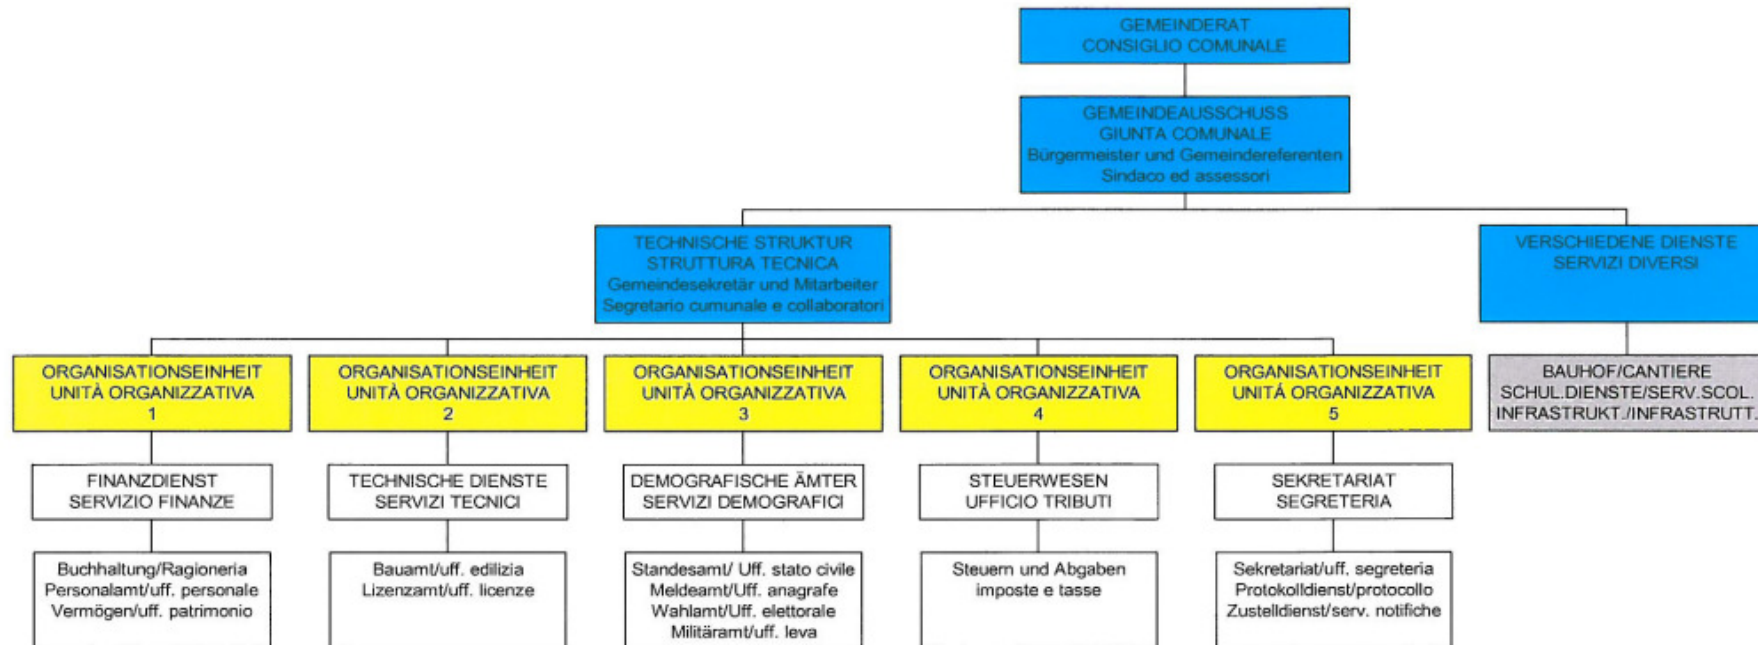 GEMEINDERAT
CONSIGLIO COMUNALE
GEMEINDEAUSSCHUSS
GIUNTA COMUNALE
Bürgermeister und Gemeindereferenten
Sindaco ed assessori
TECHNISCHE STRUKTUR
STRUTTURA TECNICA
Gemeindesekretär und Mitarbeiter
Segretario cumunale e collaboratori
VERSCHIEDENE DIENSTE
SERVIZI DIVERSI
ORGANISATIONSEINHEIT
UNITÀ ORGANIZZATIVA
1
ORGANISATIONSEINHEIT
UNITÀ ORGANIZZATIVA
2
ORGANISATIONSEINHEIT
UNITÀ ORGANIZZATIVA
3
ORGANISATIONSEINHEIT
UNITÀ ORGANIZZATIVA
4
ORGANISATIONSEINHEIT
UNITÁ ORGANIZZATIVA
5
BAUHOF/CANTIERE
SCHUL.DIENSTE/SERV.SCOL.
INFRASTRUKT./INFRASTRUTT.
FINANZDIENST
SERVIZIO FINANZE
TECHNISCHE DIENSTE
SERVIZI TECNICI
DEMOGRAFISCHE ÄMTER
SERVIZI DEMOGRAFICI
STEUERWESEN
UFFICIO TRIBUTI
SEKRETARIAT
SEGRETERIA
Buchhaltung/Ragioneria
Personalamt/uff. personale
Vermögen/uff. patrimonio
Bauamt/uff. edilizia
Lizenzamt/uff. licenze
Standesamt/ Uff. stato civile
Meldeamt/Uff. anagrafe
Wahlamt/Uff. elettorale
Militäramt/uff. leva
Steuern und Abgaben
imposte e tasse
Sekretariat/uff. segreteria
Protokolldienst/protocollo
Zustelldienst/serv. notifiche